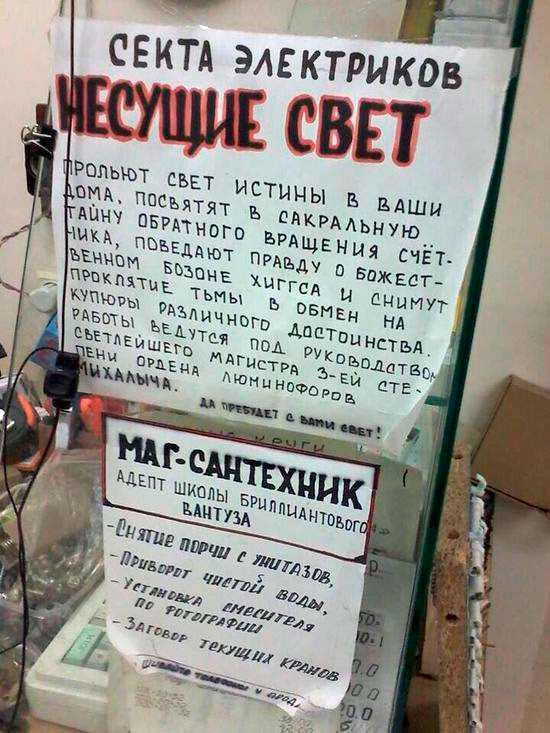 СЕКТА ЭЛЕКТРИКОВ
НЕСУЩИЕ СВЕТ
ПРОЛЬЮТ СВЕТ ИСТИНЫ В ВАШИ
ДОМА, ПОСВЯТЯТ В САКРАЛЬНУЮ
ТАЙНУ ОБРАТНОГО ВРАЩЕНИЯ СЧЁТ-
ЧИКА, ПОВЕДАЮТ ПРАВДУ О БОЖЕСТ-
ВЕННОМ БОЗОНЕ ХИГГСА И СНИМУТ
ПРОКЛЯТИЕ ТЬМЫ В ОБМЕН НА
КУПЮРЫ РАЗЛИЧНОГО ДОСТОИНСТВА.
РАБОТЫ ВЕДУТСЯ ПОД РУКОВОДСТВОМ
СВЕТЛЕЙШЕГО МАГИСТРА 3-ЕЙ СТЕ-
ПЕНИ ОРДЕНА ЛЮМИНОФОРОВ
МИХАЛЫЧА.
ДА ПРЕБУДЕТ С ВАМИ СВЕТ!
круги
МАГ-САНТЕХНИК
АДЕПТ ШКОЛЫ БРИЛЛИАНТОВОГО
ВАНТУЗА
-Снятие порчи с унитазов,
-Приворот чистой воды,
-Установка смесителя
по фотографии
-Заговор текущих кранов
телефоны у